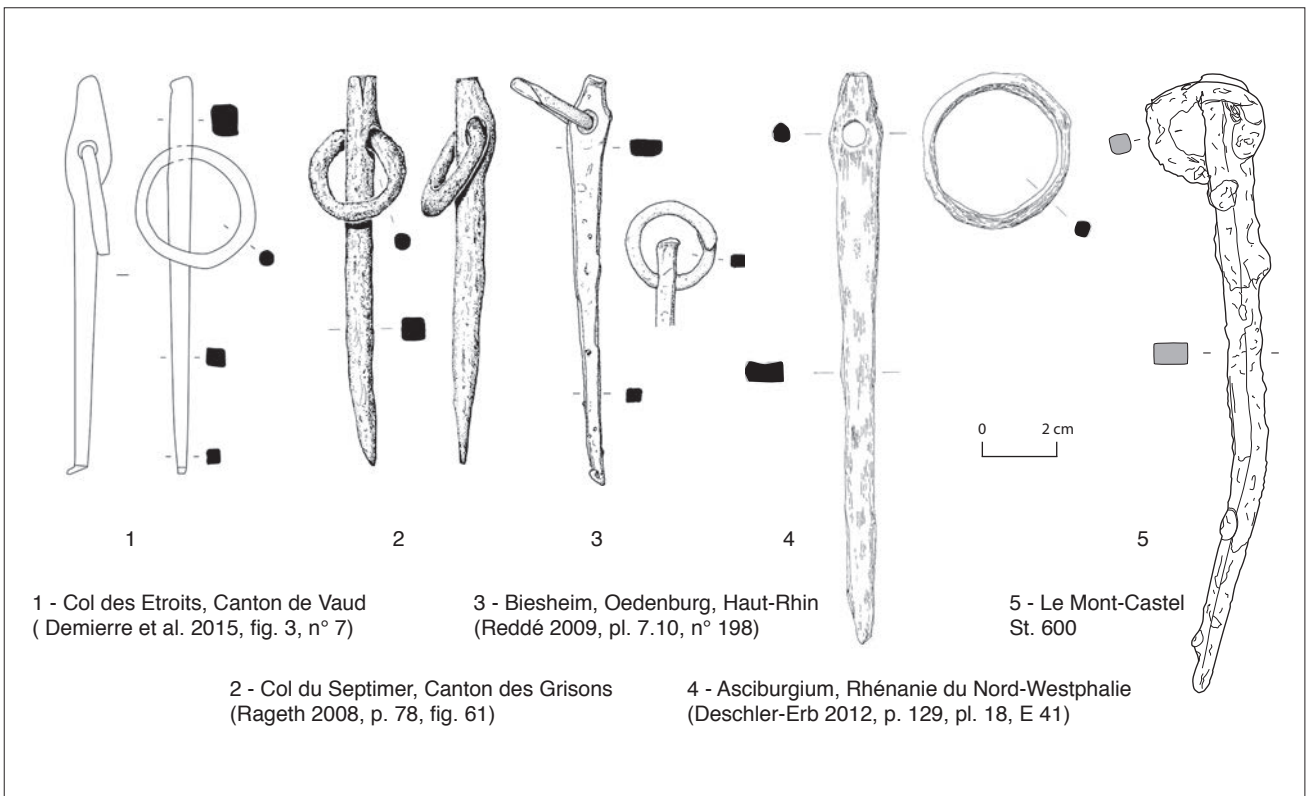 0
2 cm
1
2
3
4
5
1 - Col des Etroits, Canton de Vaud
( Demierre et al. 2015, fig. 3, n° 7)
3 - Biesheim, Oedenburg, Haut-Rhin
(Reddé 2009, pl. 7.10, n° 198)
5 - Le Mont-Castel
St. 600
2 - Col du Septimer, Canton des Grisons
(Rageth 2008, p. 78, fig. 61)
4 - Asciburgium, Rhénanie du Nord-Westphalie
(Deschler-Erb 2012, p. 129, pl. 18, E 41)